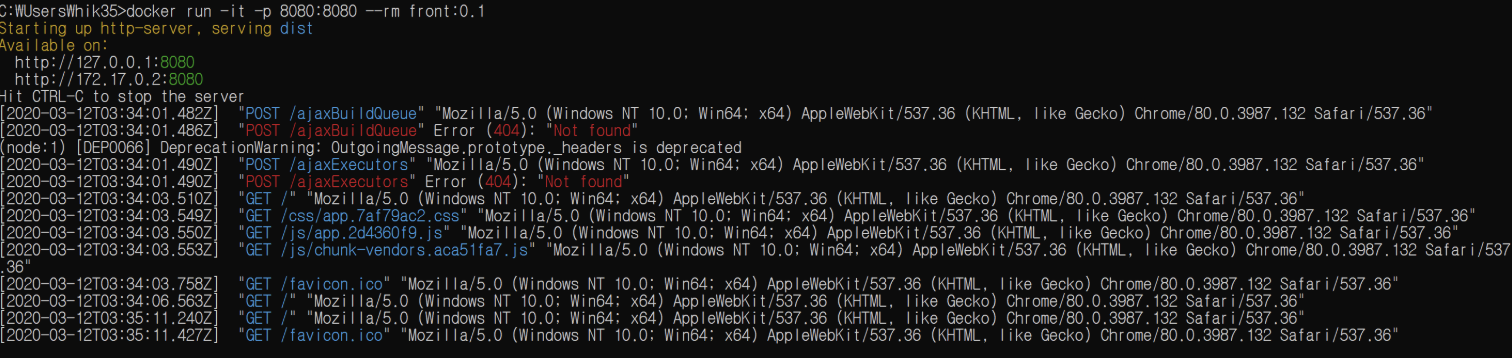 C:₩Users₩hik35>docker run -it -p 8080:8080 --rm front:0.1
Starting up http-server, serving dist
Available on:
  http://127.0.0.1:8080
  http://172.17.0.2:8080
Hit CTRL-C to stop the server
[2020-03-12T03:34:01.482Z]  "POST /ajaxBuildQueue" "Mozilla/5.0 (Windows NT 10.0; Win64; x64) AppleWebKit/537.36 (KHTML, like Gecko) Chrome/80.0.3987.132 Safari/537.36"
[2020-03-12T03:34:01.486Z]  "POST /ajaxBuildQueue" Error (404): "Not found"
(node:1) [DEP0066] DeprecationWarning: OutgoingMessage.prototype._headers is deprecated
[2020-03-12T03:34:01.490Z]  "POST /ajaxExecutors" "Mozilla/5.0 (Windows NT 10.0; Win64; x64) AppleWebKit/537.36 (KHTML, like Gecko) Chrome/80.0.3987.132 Safari/537.36"
[2020-03-12T03:34:01.490Z]  "POST /ajaxExecutors" Error (404): "Not found"
[2020-03-12T03:34:03.510Z]  "GET /" "Mozilla/5.0 (Windows NT 10.0; Win64; x64) AppleWebKit/537.36 (KHTML, like Gecko) Chrome/80.0.3987.132 Safari/537.36"
[2020-03-12T03:34:03.549Z]  "GET /css/app.7af79ac2.css" "Mozilla/5.0 (Windows NT 10.0; Win64; x64) AppleWebKit/537.36 (KHTML, like Gecko) Chrome/80.0.3987.132 Safari/537.36"
[2020-03-12T03:34:03.550Z]  "GET /js/app.2d4360f9.js" "Mozilla/5.0 (Windows NT 10.0; Win64; x64) AppleWebKit/537.36 (KHTML, like Gecko) Chrome/80.0.3987.132 Safari/537.36"
[2020-03-12T03:34:03.553Z]  "GET /js/chunk-vendors.aca51fa7.js" "Mozilla/5.0 (Windows NT 10.0; Win64; x64) AppleWebKit/537.36 (KHTML, like Gecko) Chrome/80.0.3987.132 Safari/537
.36"
[2020-03-12T03:34:03.758Z]  "GET /favicon.ico" "Mozilla/5.0 (Windows NT 10.0; Win64; x64) AppleWebKit/537.36 (KHTML, like Gecko) Chrome/80.0.3987.132 Safari/537.36"
[2020-03-12T03:34:06.563Z]  "GET /" "Mozilla/5.0 (Windows NT 10.0; Win64; x64) AppleWebKit/537.36 (KHTML, like Gecko) Chrome/80.0.3987.132 Safari/537.36"
[2020-03-12T03:35:11.240Z]  "GET /" "Mozilla/5.0 (Windows NT 10.0; Win64; x64) AppleWebKit/537.36 (KHTML, like Gecko) Chrome/80.0.3987.132 Safari/537.36"
[2020-03-12T03:35:11.427Z]  "GET /favicon.ico" "Mozilla/5.0 (Windows NT 10.0; Win64; x64) AppleWebKit/537.36 (KHTML, like Gecko) Chrome/80.0.3987.132 Safari/537.36"